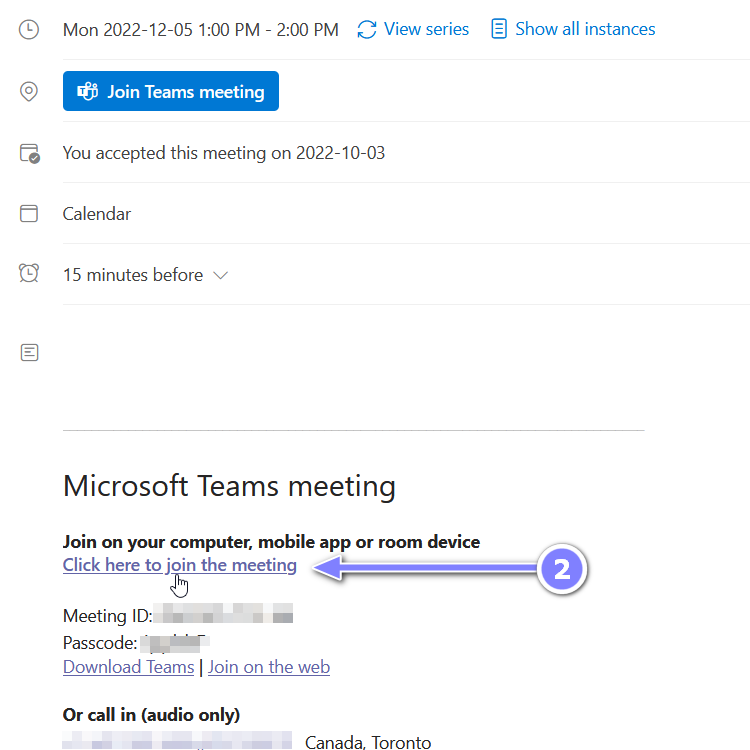 Mon 2022-12-05 1:00 PM - 2:00 PM View series Show all instances
Join Teams meeting
You accepted this meeting on 2022-10-03
Calendar
15 minutes before
Microsoft Teams meeting
Join on your computer, mobile app or room device
Click here to join the meeting
2
Meeting ID:
Passcode:
Download Teams | Join on the web
Or call in (audio only)
Canada, Toronto